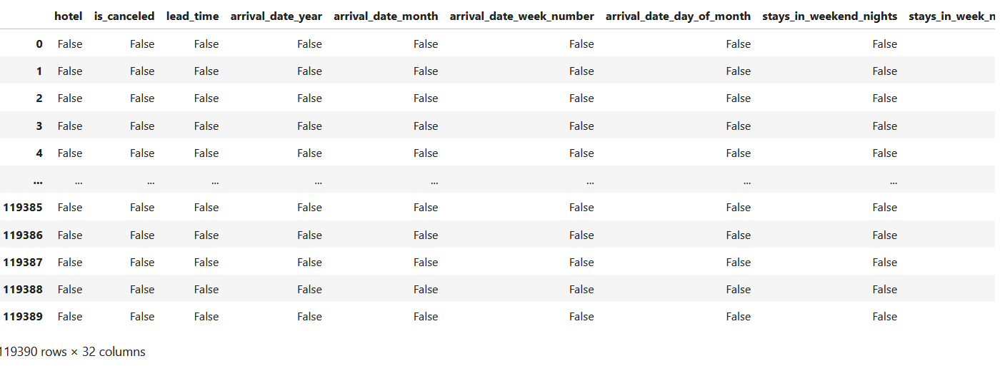 hotel is_canceled lead_time arrival_date_year arrival_date_month arrival_date_week_number arrival_date_day_of_month stays_in_weekend_nights stays_in_week_n
0 False False False False False False False False
1 False False False False False False False False
2 False False False False False False False False
3 False False False False False False False False
4 False False False False False False False False
... ... ... ... ... ... ... ... ...
119385 False False False False False False False False
119386 False False False False False False False False
119387 False False False False False False False False
119388 False False False False False False False False
119389 False False False False False False False False
119390 rows × 32 columns